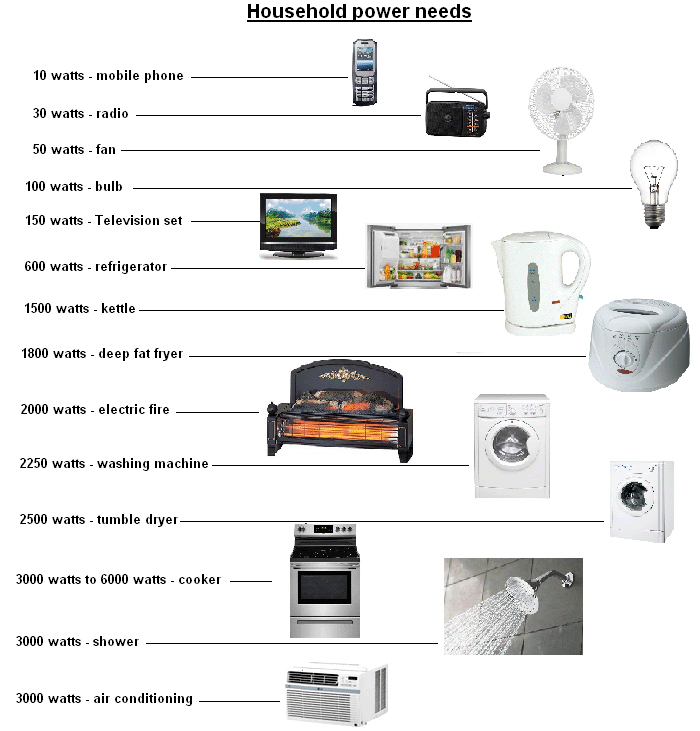 Household power needs
10 watts - mobile phone
30 watts - radio
50 watts - fan
100 watts - bulb
150 watts - Television set
600 watts - refrigerator
1500 watts - kettle
1800 watts - deep fat fryer
2000 watts - electric fire
2250 watts - washing machine
2500 watts - tumble dryer
3000 watts to 6000 watts - cooker
3000 watts - shower
3000 watts - air conditioning